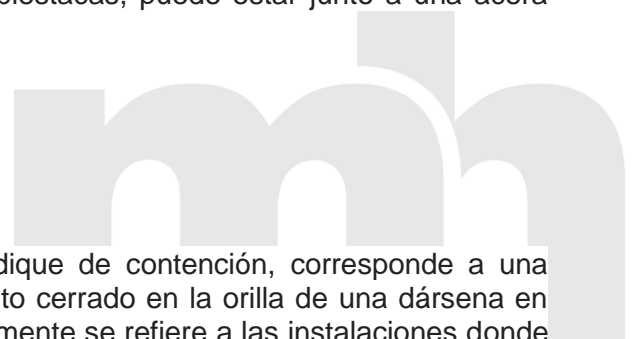 puede estar junto a una acera
mh
dique de contención, corresponde a una
to cerrado en la orilla de una dársena en
mente se refiere a las instalaciones donde